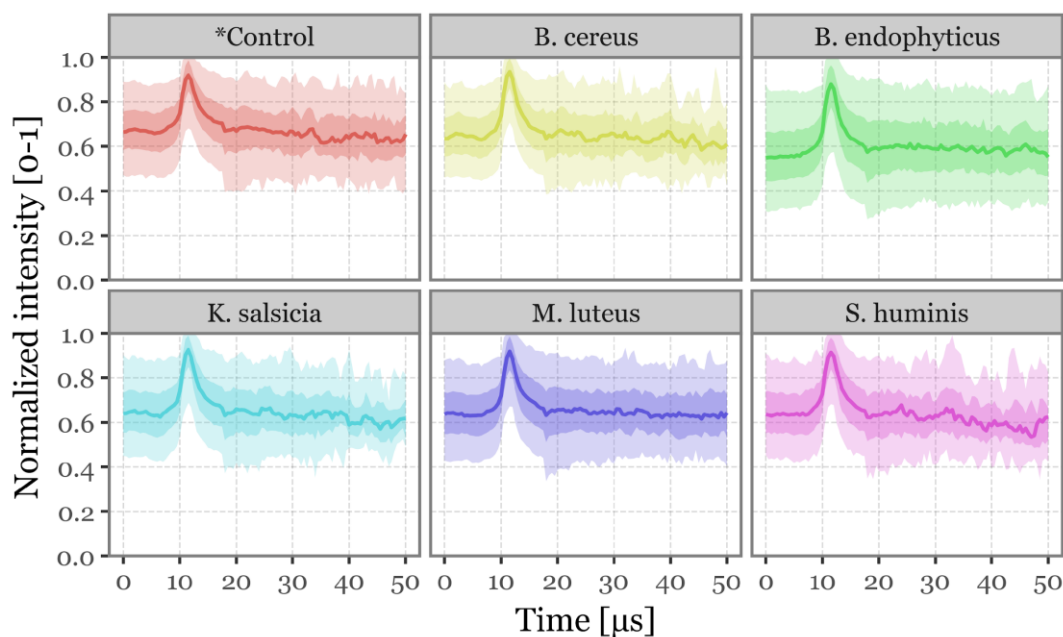 *Control
B. cereus
B. endophyticus
1.0
0.8
0.6
0.4
0.2
0.0
K. salsicia
M. luteus
S. huminis
1.0
0.8
0.6
0.4
0.2
0.0
0 10 20 30 40 50
0 10 20 30 40 50
0 10 20 30 40 50
Normalized intensity [0-1]
Time [µs]